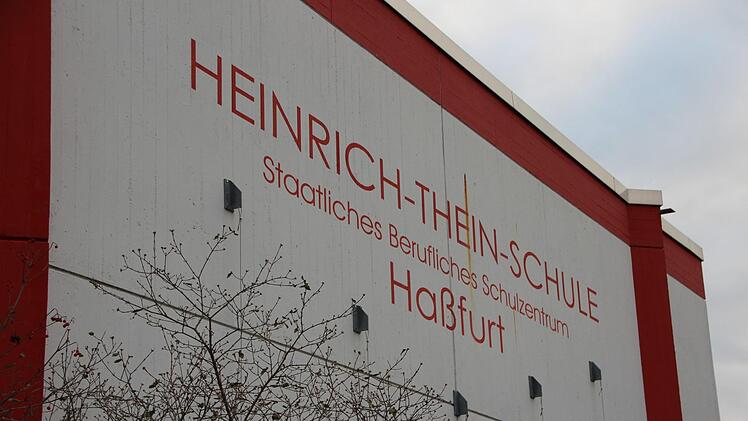 HEINRICH-THEIN-SCHULE
Staatliches Berufliches Schulzentrum
Haßfurt